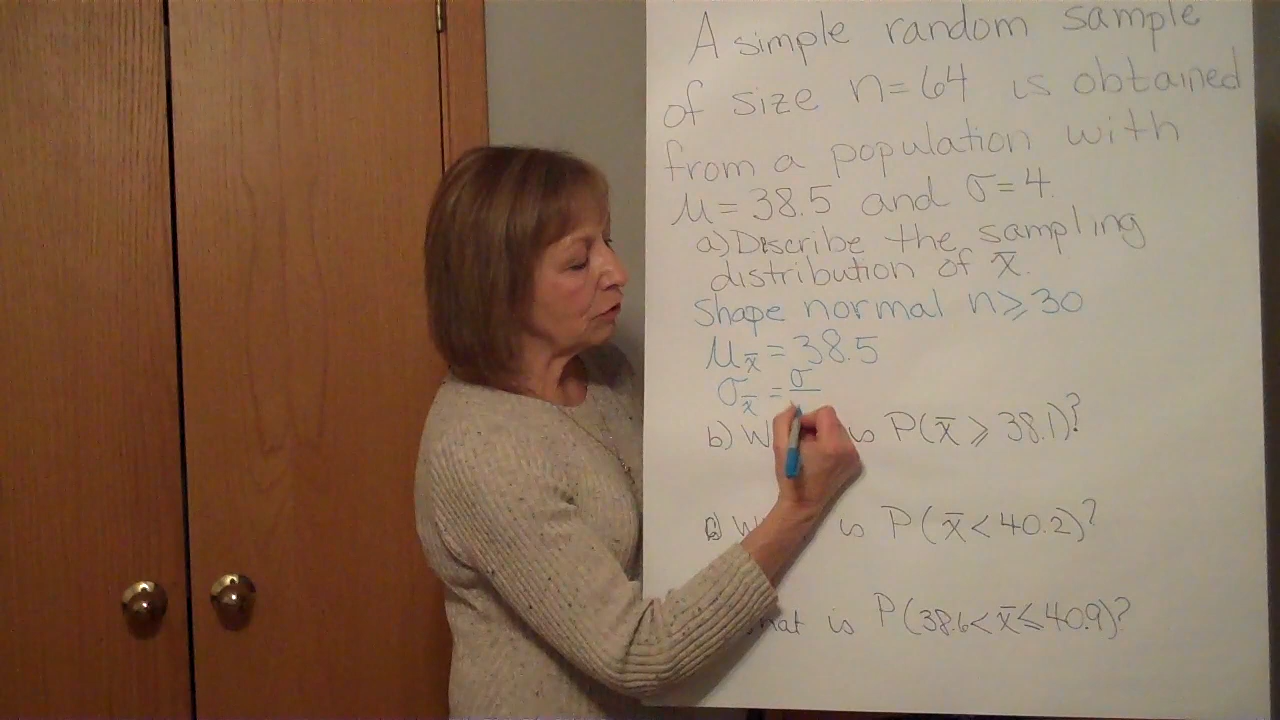 A simple random sample
of size n=64 is obtained
from a population with
μ=38.5 and σ=4.
a) Describe the sampling
distribution of x̄.
Shape normal n≥30
μx̄=38.5
σx̄=σ
b) is P(x̄≥38.1)?
is P(x̄<40.2)?
is P(38.6<x̄≤40.9)?